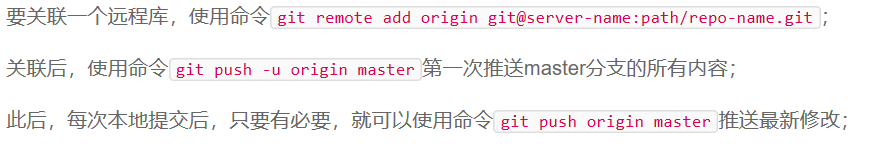 要关联一个远程库，使用命令git remote add origin git@server-name:path/repo-name.git；
关联后，使用命令git push -u origin master第一次推送master分支的所有内容；
此后，每次本地提交后，只要有必要，就可以使用命令git push origin master推送最新修改；